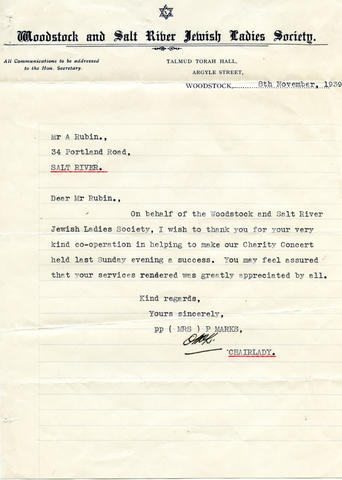 Woodstock and Salt River Jewish Ladies Society.
All Communications to be addressed
to the Hon. Secretary.
TALMUD TORAH HALL,
ARGYLE STREET,
WOODSTOCK,......8th November, 1939
Mr A Rubin.,
34 Portland Road,
SALT RIVER.
Dear Mr Rubin.,
On behalf of the Woodstock and Salt River
Jewish Ladies Society, I wish to thank you for your very
kind co-operation in helping to make our Charity Concert
held last Sunday evening a success. You may feel assured
that your services rendered was greatly appreciated by all.
Kind regards,
Yours sincerely,
pp ( MRS ) P MARKS,
CHAIRLADY.